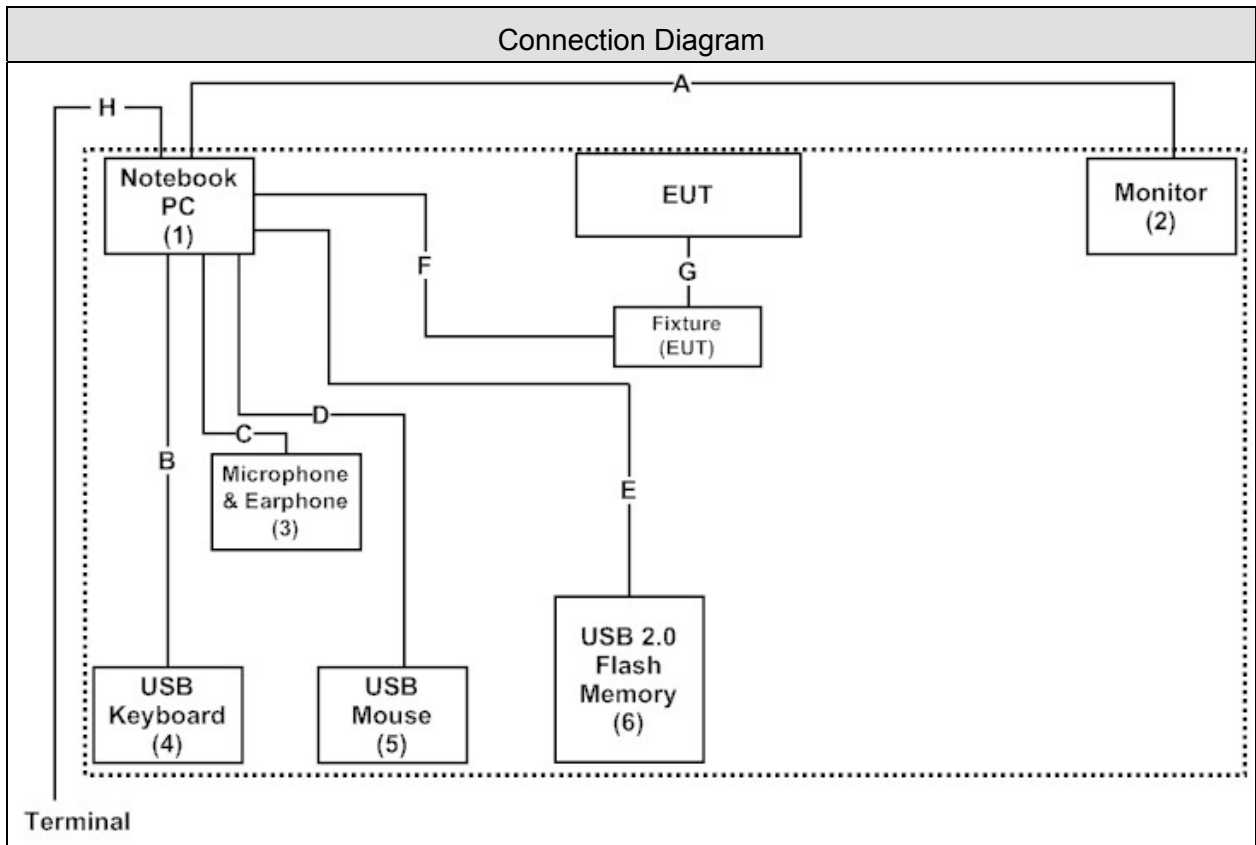 Connection Diagram
A
H
Notebook
PC
(1)
EUT
Monitor
(2)
F
G
Fixture
(EUT)
D
C
B
Microphone
& Earphone
(3)
E
USB
Keyboard
(4)
USB
Mouse
(5)
USB 2.0
Flash
Memory
(6)
Terminal